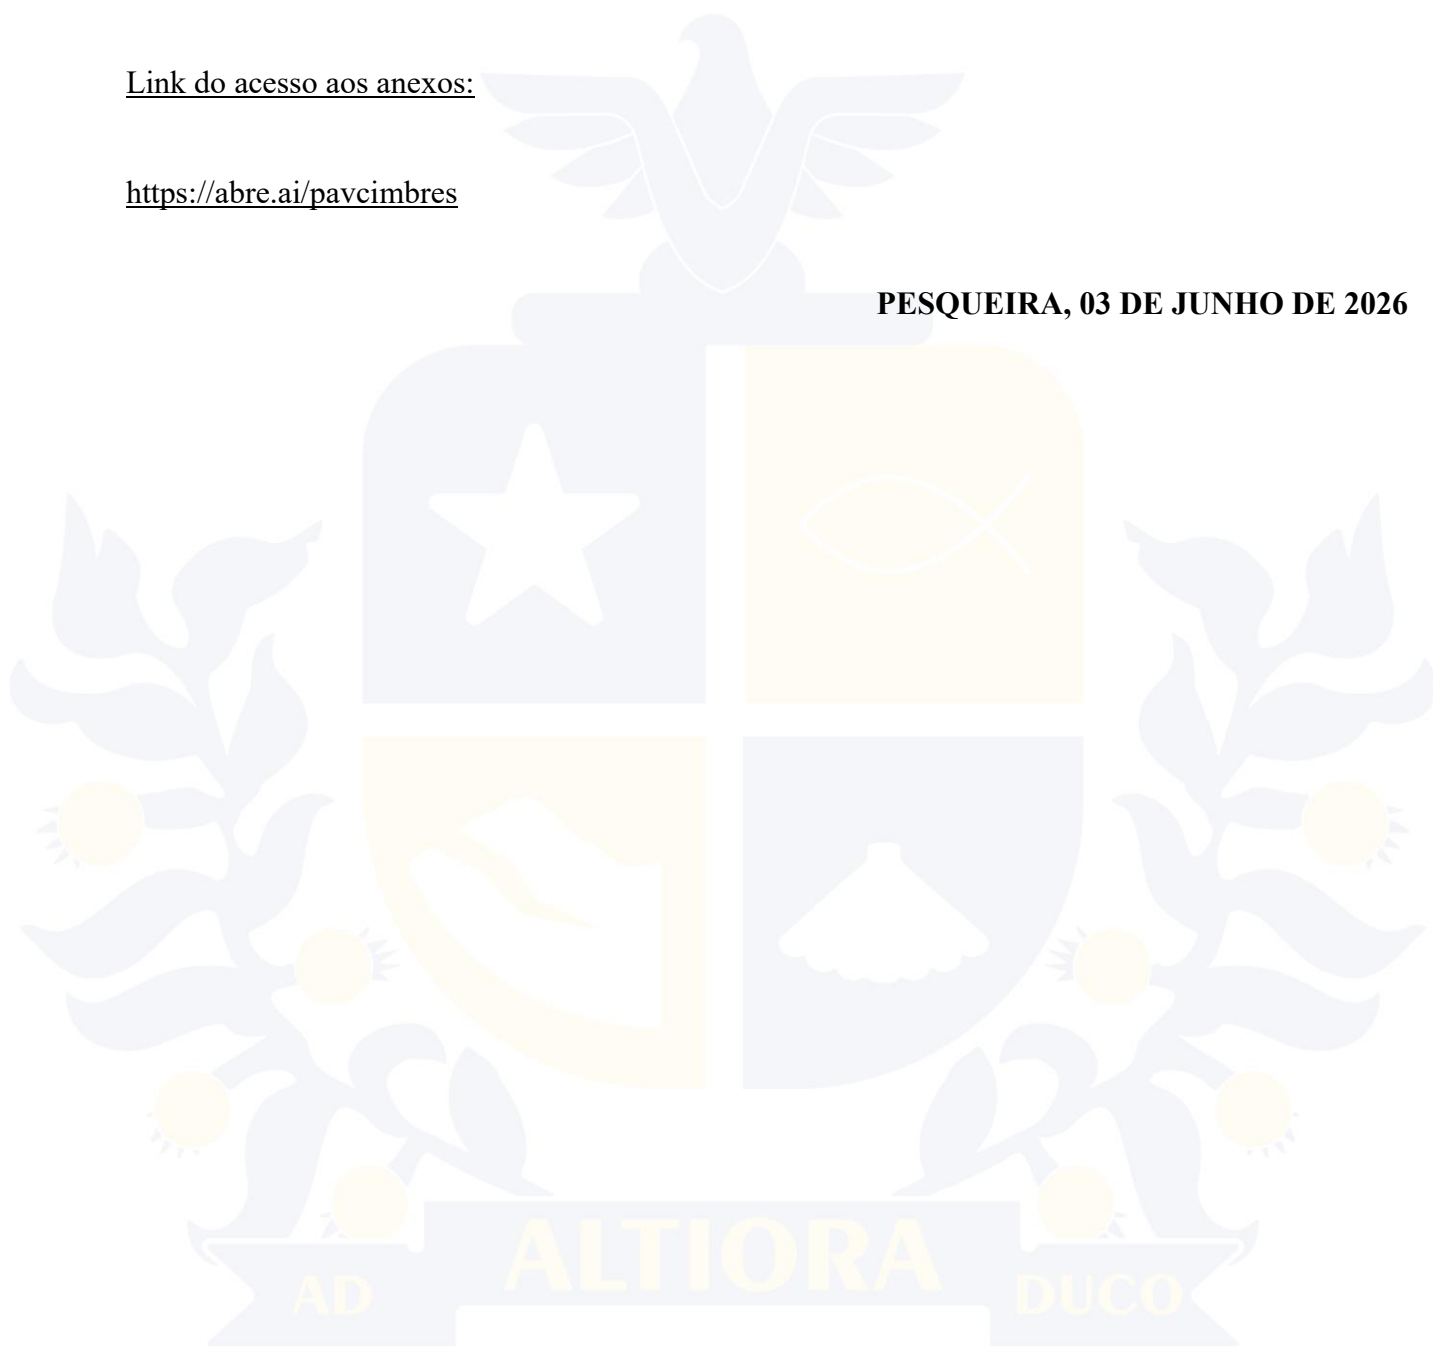 Link do acesso aos anexos:
https://abre.ai/pavcimbres
PESQUEIRA, 03 DE JUNHO DE 2026
ALTIORA
AD
DUCO